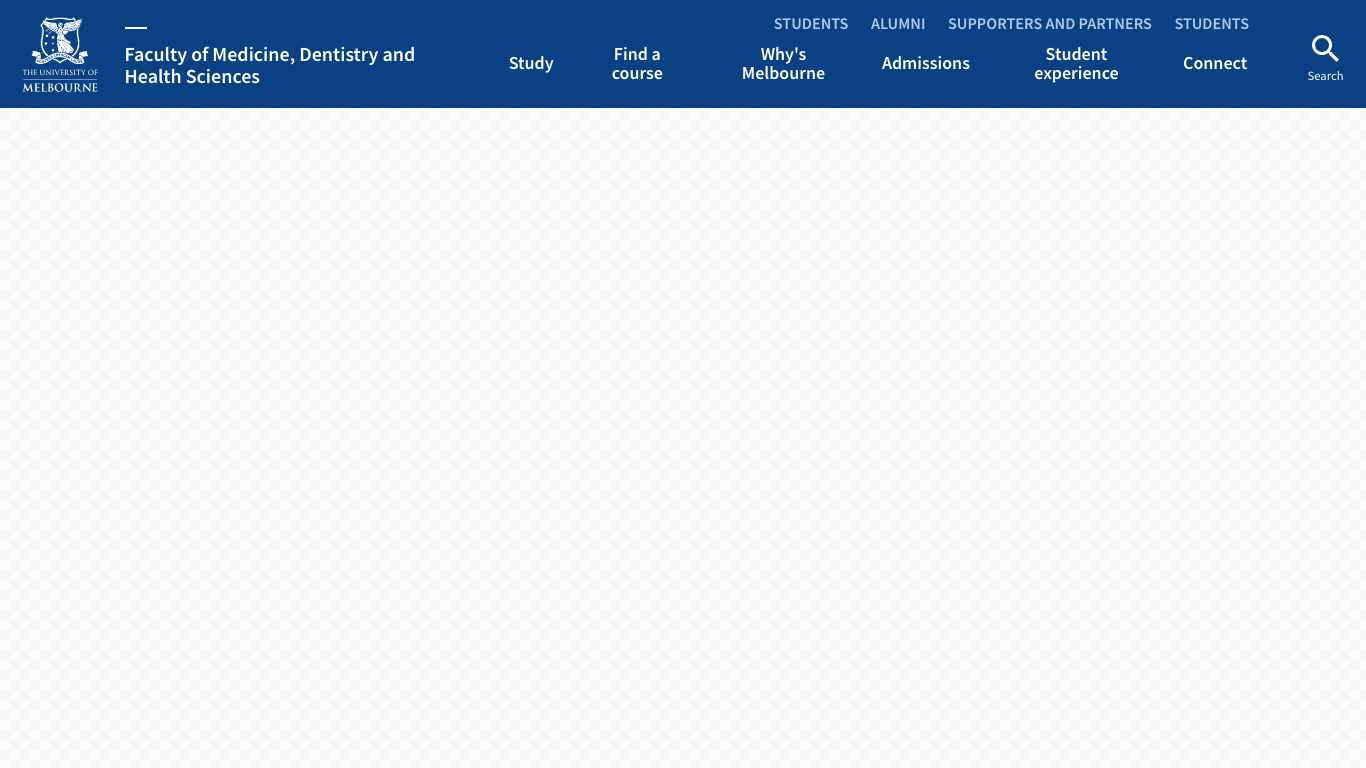 THE UNIVERSITY OF
MELBOURNE
Faculty of Medicine, Dentistry and
Health Sciences
STUDENTS ALUMNI SUPPORTERS AND PARTNERS STUDENTS
Study
Find a
course
Why's
Melbourne
Admissions
Student
experience
Connect
Search